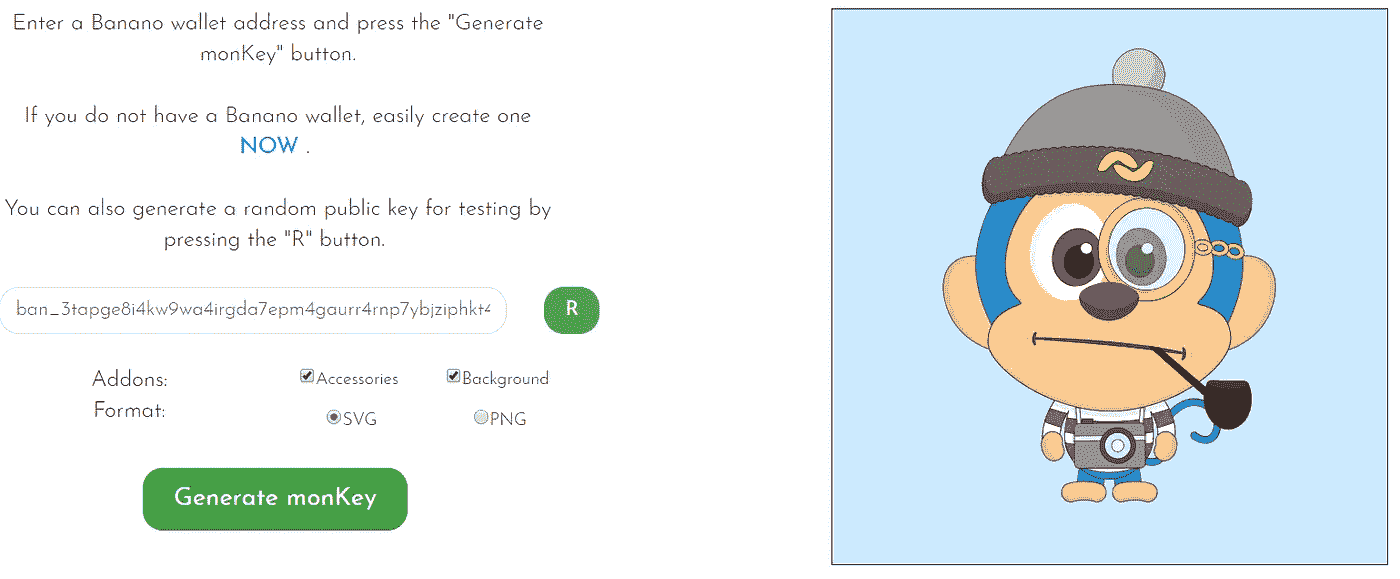 Enter a Banano wallet address and press the "Generate
monKey" button.
If you do not have a Banano wallet, easily create one
NOW .
You can also generate a random public key for testing by
pressing the "R" button.
ban_3tapge8i4kw9wa4irgda7epm4gaurr4rnp7ybjziphkt4
R
Addons: Accessories Background
Format: SVG PNG
Generate monKey